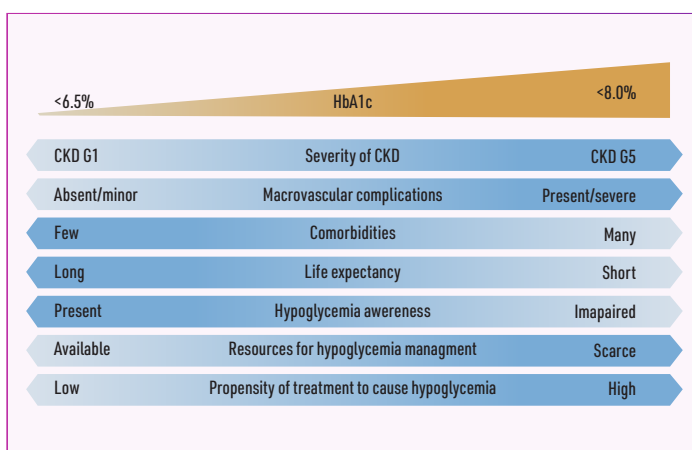 <6.5% HbA1c <8.0%
CKD G1 Severity of CKD CKD G5
Absent/minor Macrovascular complications Present/severe
Few Comorbidities Many
Long Life expectancy Short
Present Hypoglycemia awereness Imapaired
Available Resources for hypoglycemia managment Scarce
Low Propensity of treatment to cause hypoglycemia High